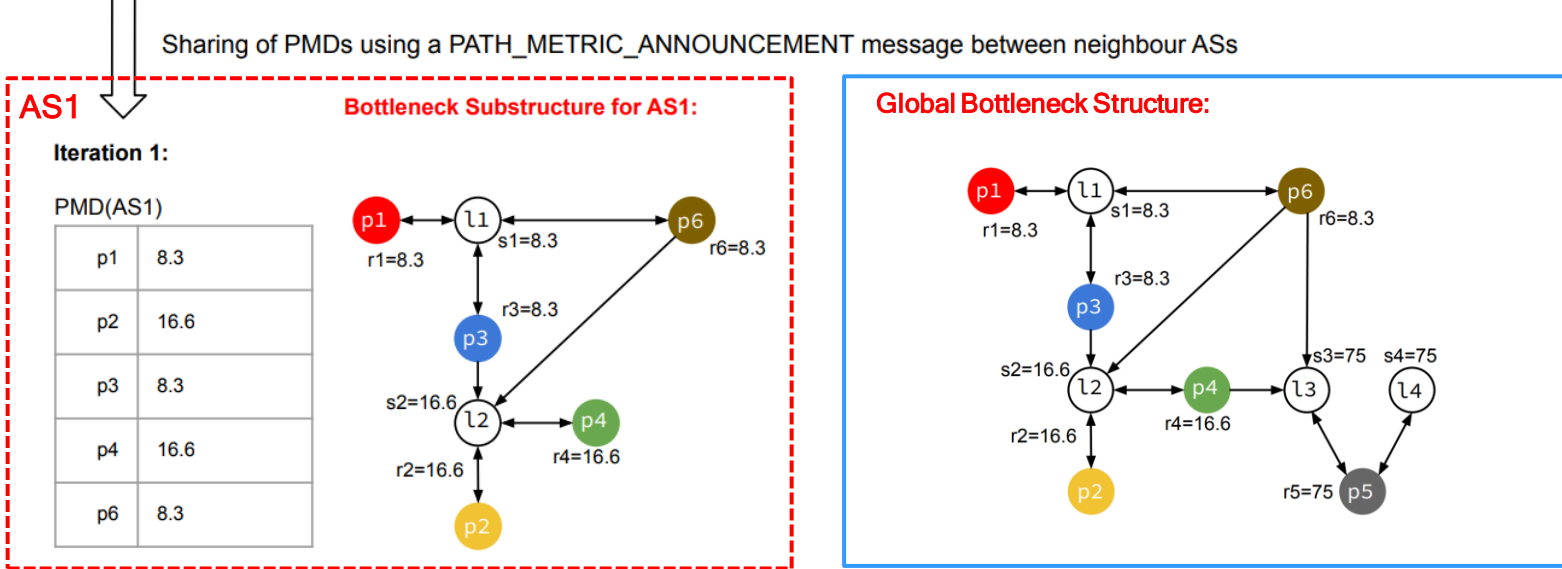 Sharing of PMDs using a PATH_METRIC_ANNOUNCEMENT message between neighbour ASs
AS1
Bottleneck Substructure for AS1:
Iteration 1:
PMD(AS1)
p1 8.3
p2 16.6
p3 8.3
p4 16.6
p6 8.3
p1
l1
p6
s1=8.3
r1=8.3
r6=8.3
r3=8.3
p3
s2=16.6
l2
p4
r4=16.6
r2=16.6
p2
Global Bottleneck Structure:
p1
l1
p6
s1=8.3
r1=8.3
r6=8.3
r3=8.3
p3
s3=75 s4=75
s2=16.6
l2
p4
l3
l4
r4=16.6
r2=16.6
p2
r5=75
p5